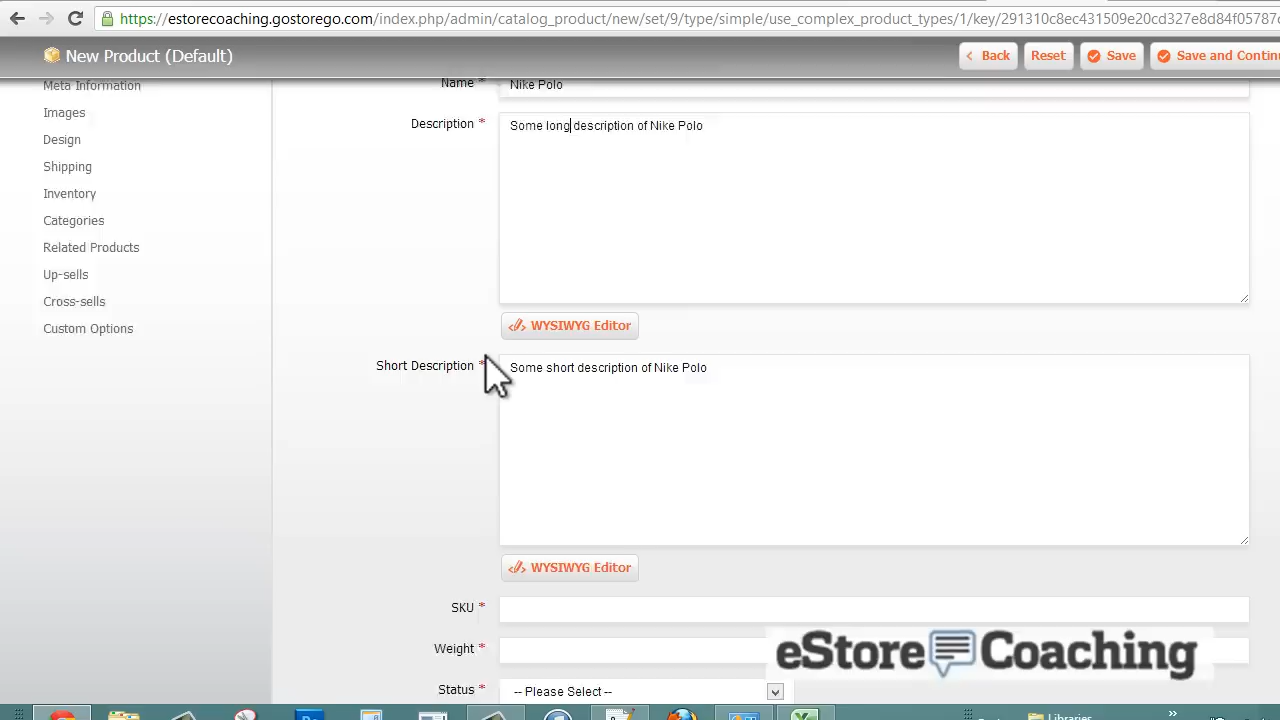 https://estorecoaching.gostorego.com/index.php/admin/catalog_product/new/set/9/type/simple/use_complex_product_types/1/key/291310c8ec431509e20cd327e8d84f05787
New Product (Default)
Back
Reset
Save
Save and Contin
Meta Information
Images
Design
Shipping
Inventory
Categories
Related Products
Up-sells
Cross-sells
Custom Options
Name *
Nike Polo
Description *
Some long description of Nike Polo
WYSIWYG Editor
Short Description *
Some short description of Nike Polo
WYSIWYG Editor
SKU *
Weight *
Status *
-- Please Select --
eStore Coaching
Libraries